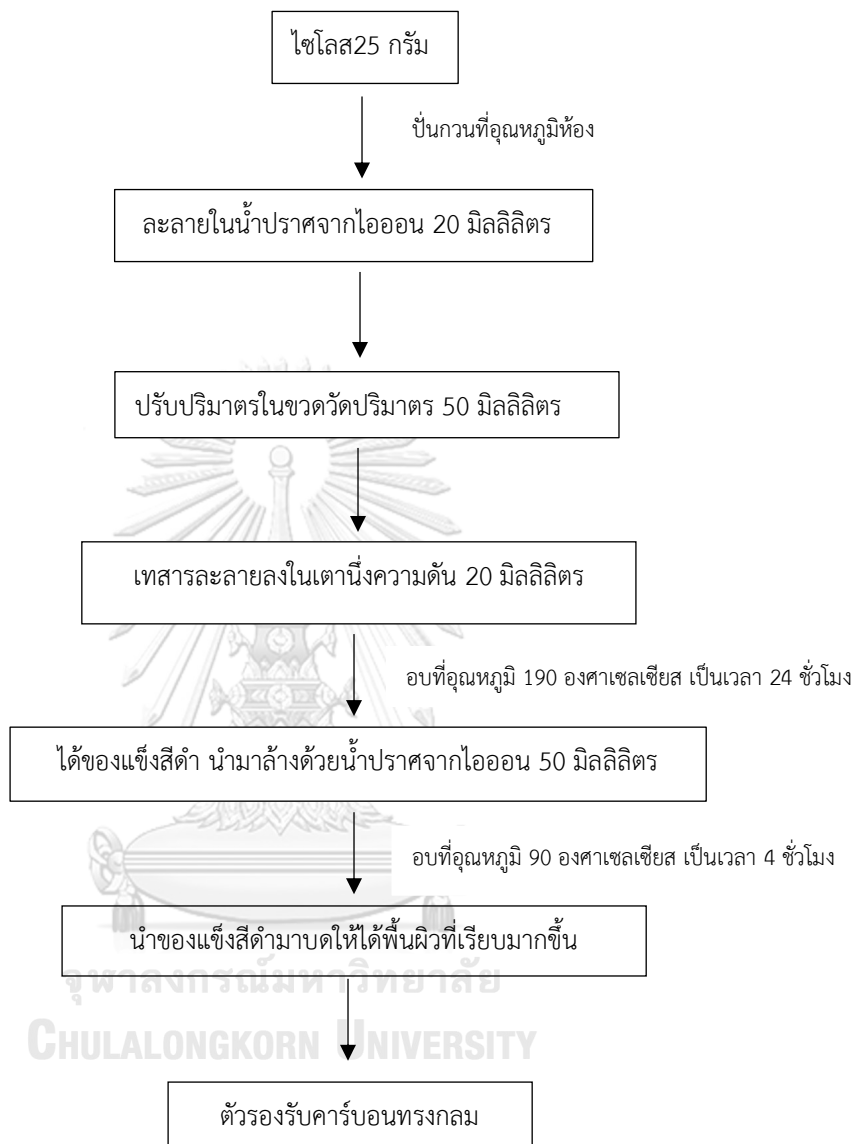 ไซโลส25 กรัม
ปั่นกวนที่อุณหภูมิห้อง
ละลายในน้ำปราศจากไอออน 20 มิลลิลิตร
ปรับปริมาตรในขวดวัดปริมาตร 50 มิลลิลิตร
เทสารละลายลงในเตานึ่งความดัน 20 มิลลิลิตร
อบที่อุณหภูมิ 190 องศาเซลเซียส เป็นเวลา 24 ชั่วโมง
ได้ของแข็งสีดำ นำมาล้างด้วยน้ำปราศจากไอออน 50 มิลลิลิตร
อบที่อุณหภูมิ 90 องศาเซลเซียส เป็นเวลา 4 ชั่วโมง
นำของแข็งสีดำมาบดให้ได้พื้นผิวที่เรียบมากขึ้น
จุฬาลงกรณ์มหาวิทยาลัย
CHULALONGKORN UNIVERSITY
ตัวรองรับคาร์บอนทรงกลม